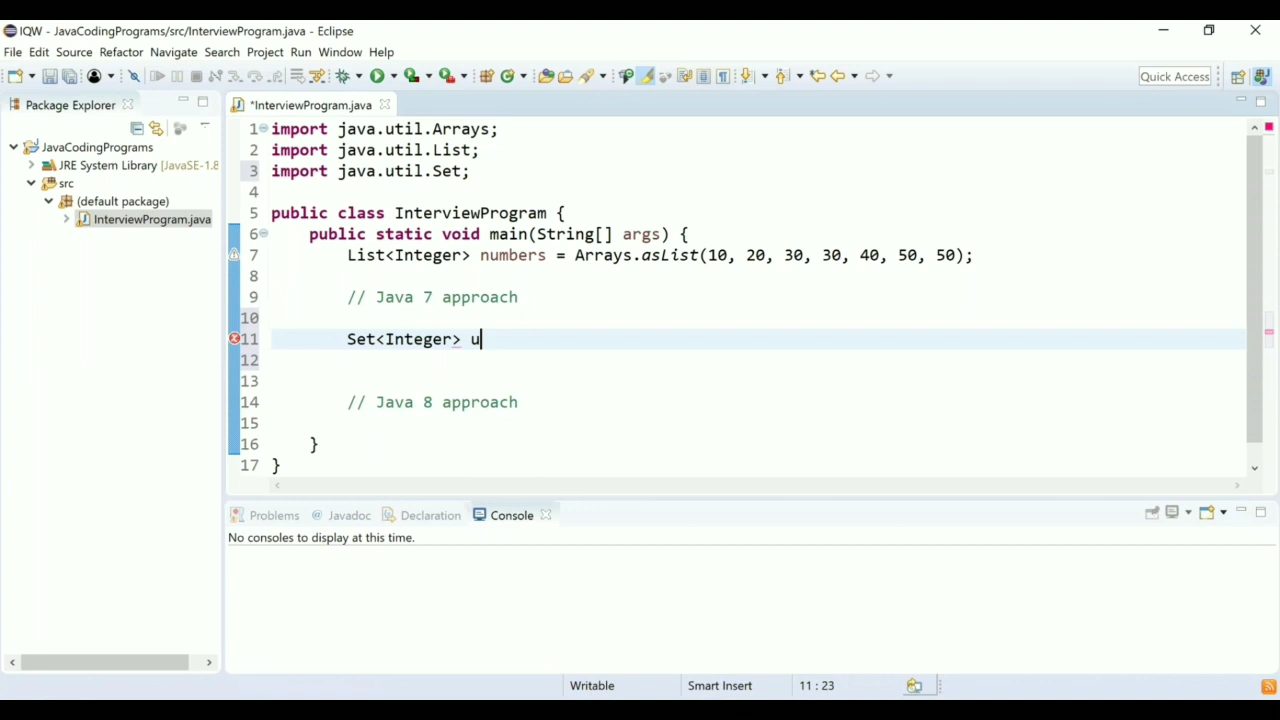 IQW - JavaCodingPrograms/src/InterviewProgram.java - Eclipse
File Edit Source Refactor Navigate Search Project Run Window Help
Quick Access
Package Explorer
*InterviewProgram.java
JavaCodingPrograms
JRE System Library [JavaSE-1.8
src
(default package)
InterviewProgram.java
1 import java.util.Arrays;
2 import java.util.List;
3 import java.util.Set;
4
5 public class InterviewProgram {
6 public static void main(String[] args) {
7 List<Integer> numbers = Arrays.asList(10, 20, 30, 30, 40, 50, 50);
8
9 // Java 7 approach
10
11 Set<Integer> u
12
13
14 // Java 8 approach
15
16 }
17 }
Problems @ Javadoc Declaration Console
No consoles to display at this time.
Writable Smart Insert 11 : 23